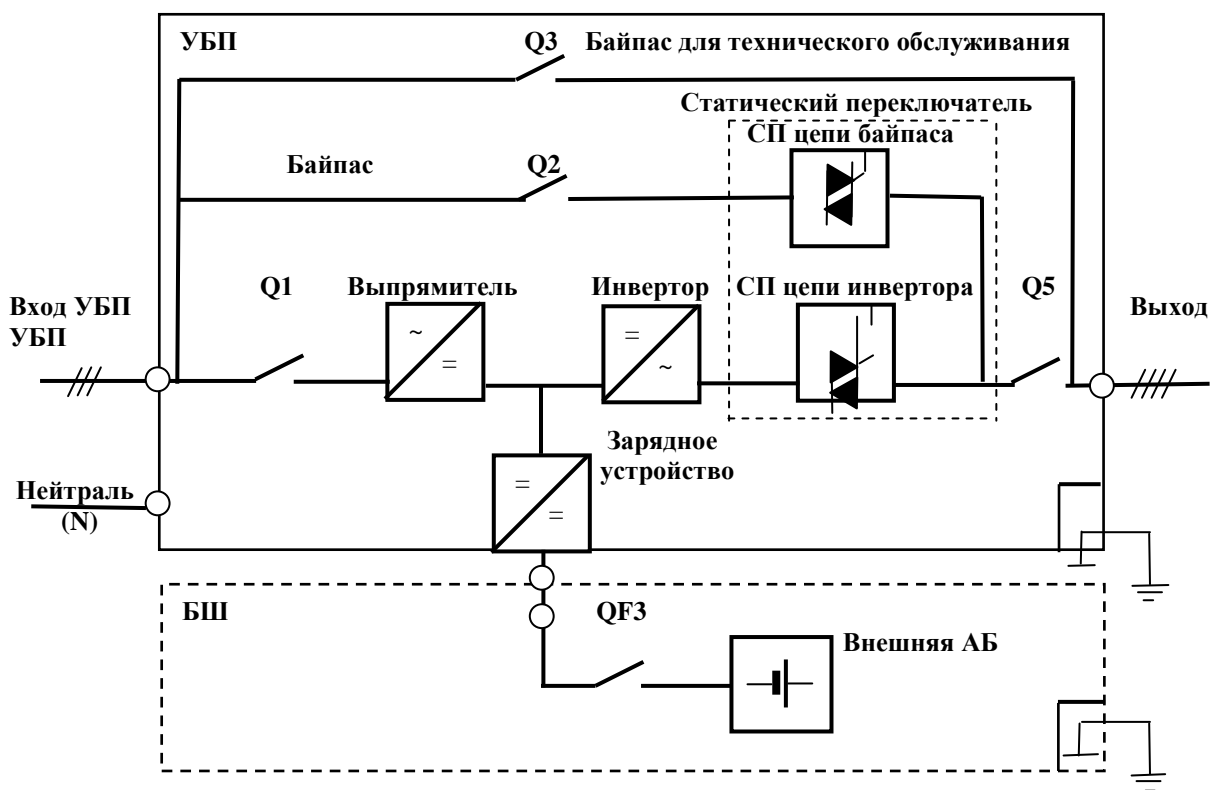 УБП
Q3
Байпас для технического обслуживания
Статический переключатель
СП цепи байпаса
Байпас
Q2
Q1
Выпрямитель
Инвертор
СП цепи инвертора
Q5
Вход УБП
УБП
Выход
~
=
=
~
Зарядное
устройство
=
=
Нейтраль
(N)
БШ
QF3
Внешняя АБ